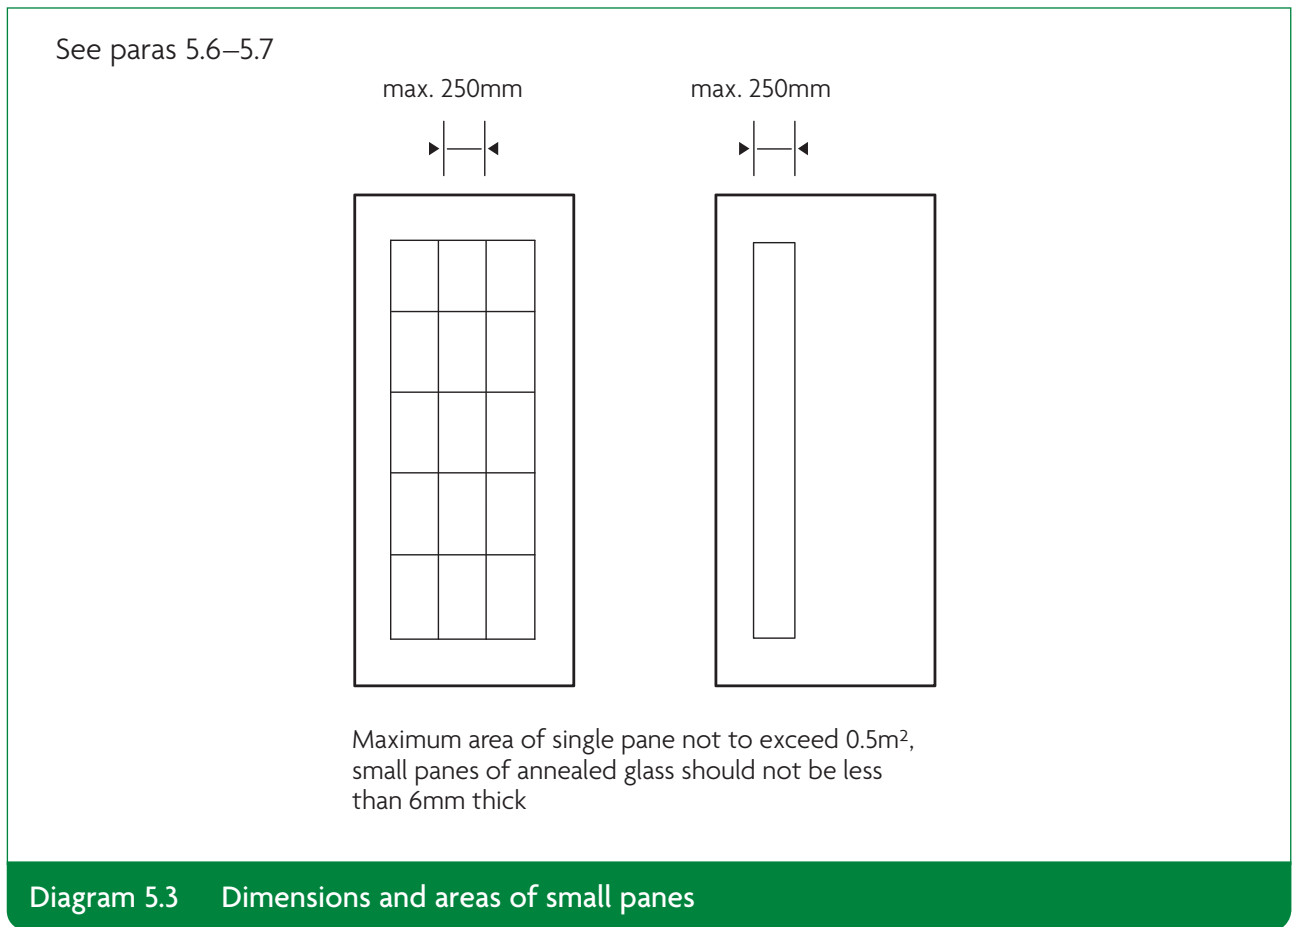 See paras 5.6–5.7
max. 250mm
max. 250mm
Maximum area of single pane not to exceed 0.5m²,
small panes of annealed glass should not be less
than 6mm thick
Diagram 5.3 Dimensions and areas of small panes